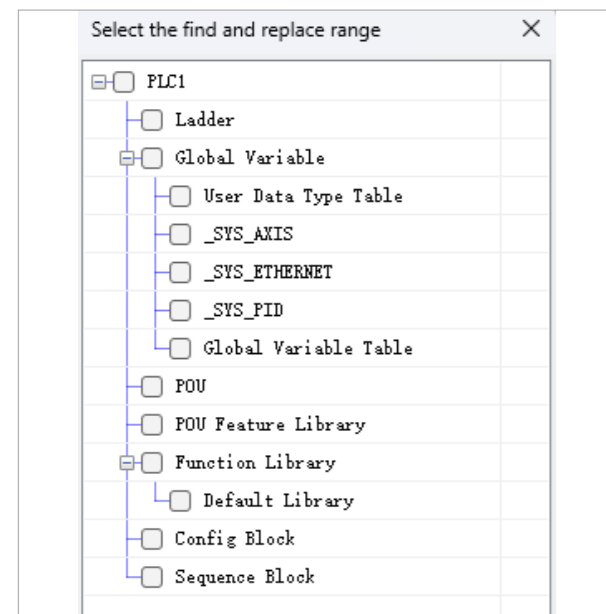 Select the find and replace range
PLC1
Ladder
Global Variable
User Data Type Table
_SYS_AXIS
_SYS_ETHERNET
_SYS_PID
Global Variable Table
POU
POU Feature Library
Function Library
Default Library
Config Block
Sequence Block